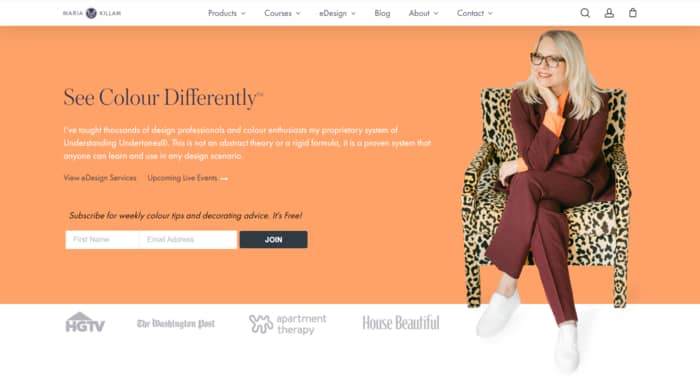 MARIA KILLAM
Products Courses eDesign Blog About Contact
See Colour Differently™
I've taught thousands of design professionals and colour enthusiasts my proprietary system of
Understanding Undertones®. This is not an abstract theory or a rigid formula, it is a proven system that
anyone can learn and use in any design scenario.
View eDesign Services Upcoming Live Events
Subscribe for weekly colour tips and decorating advice. It's Free!
First Name Email Address JOIN
HGTV The Washington Post apartment therapy House Beautiful